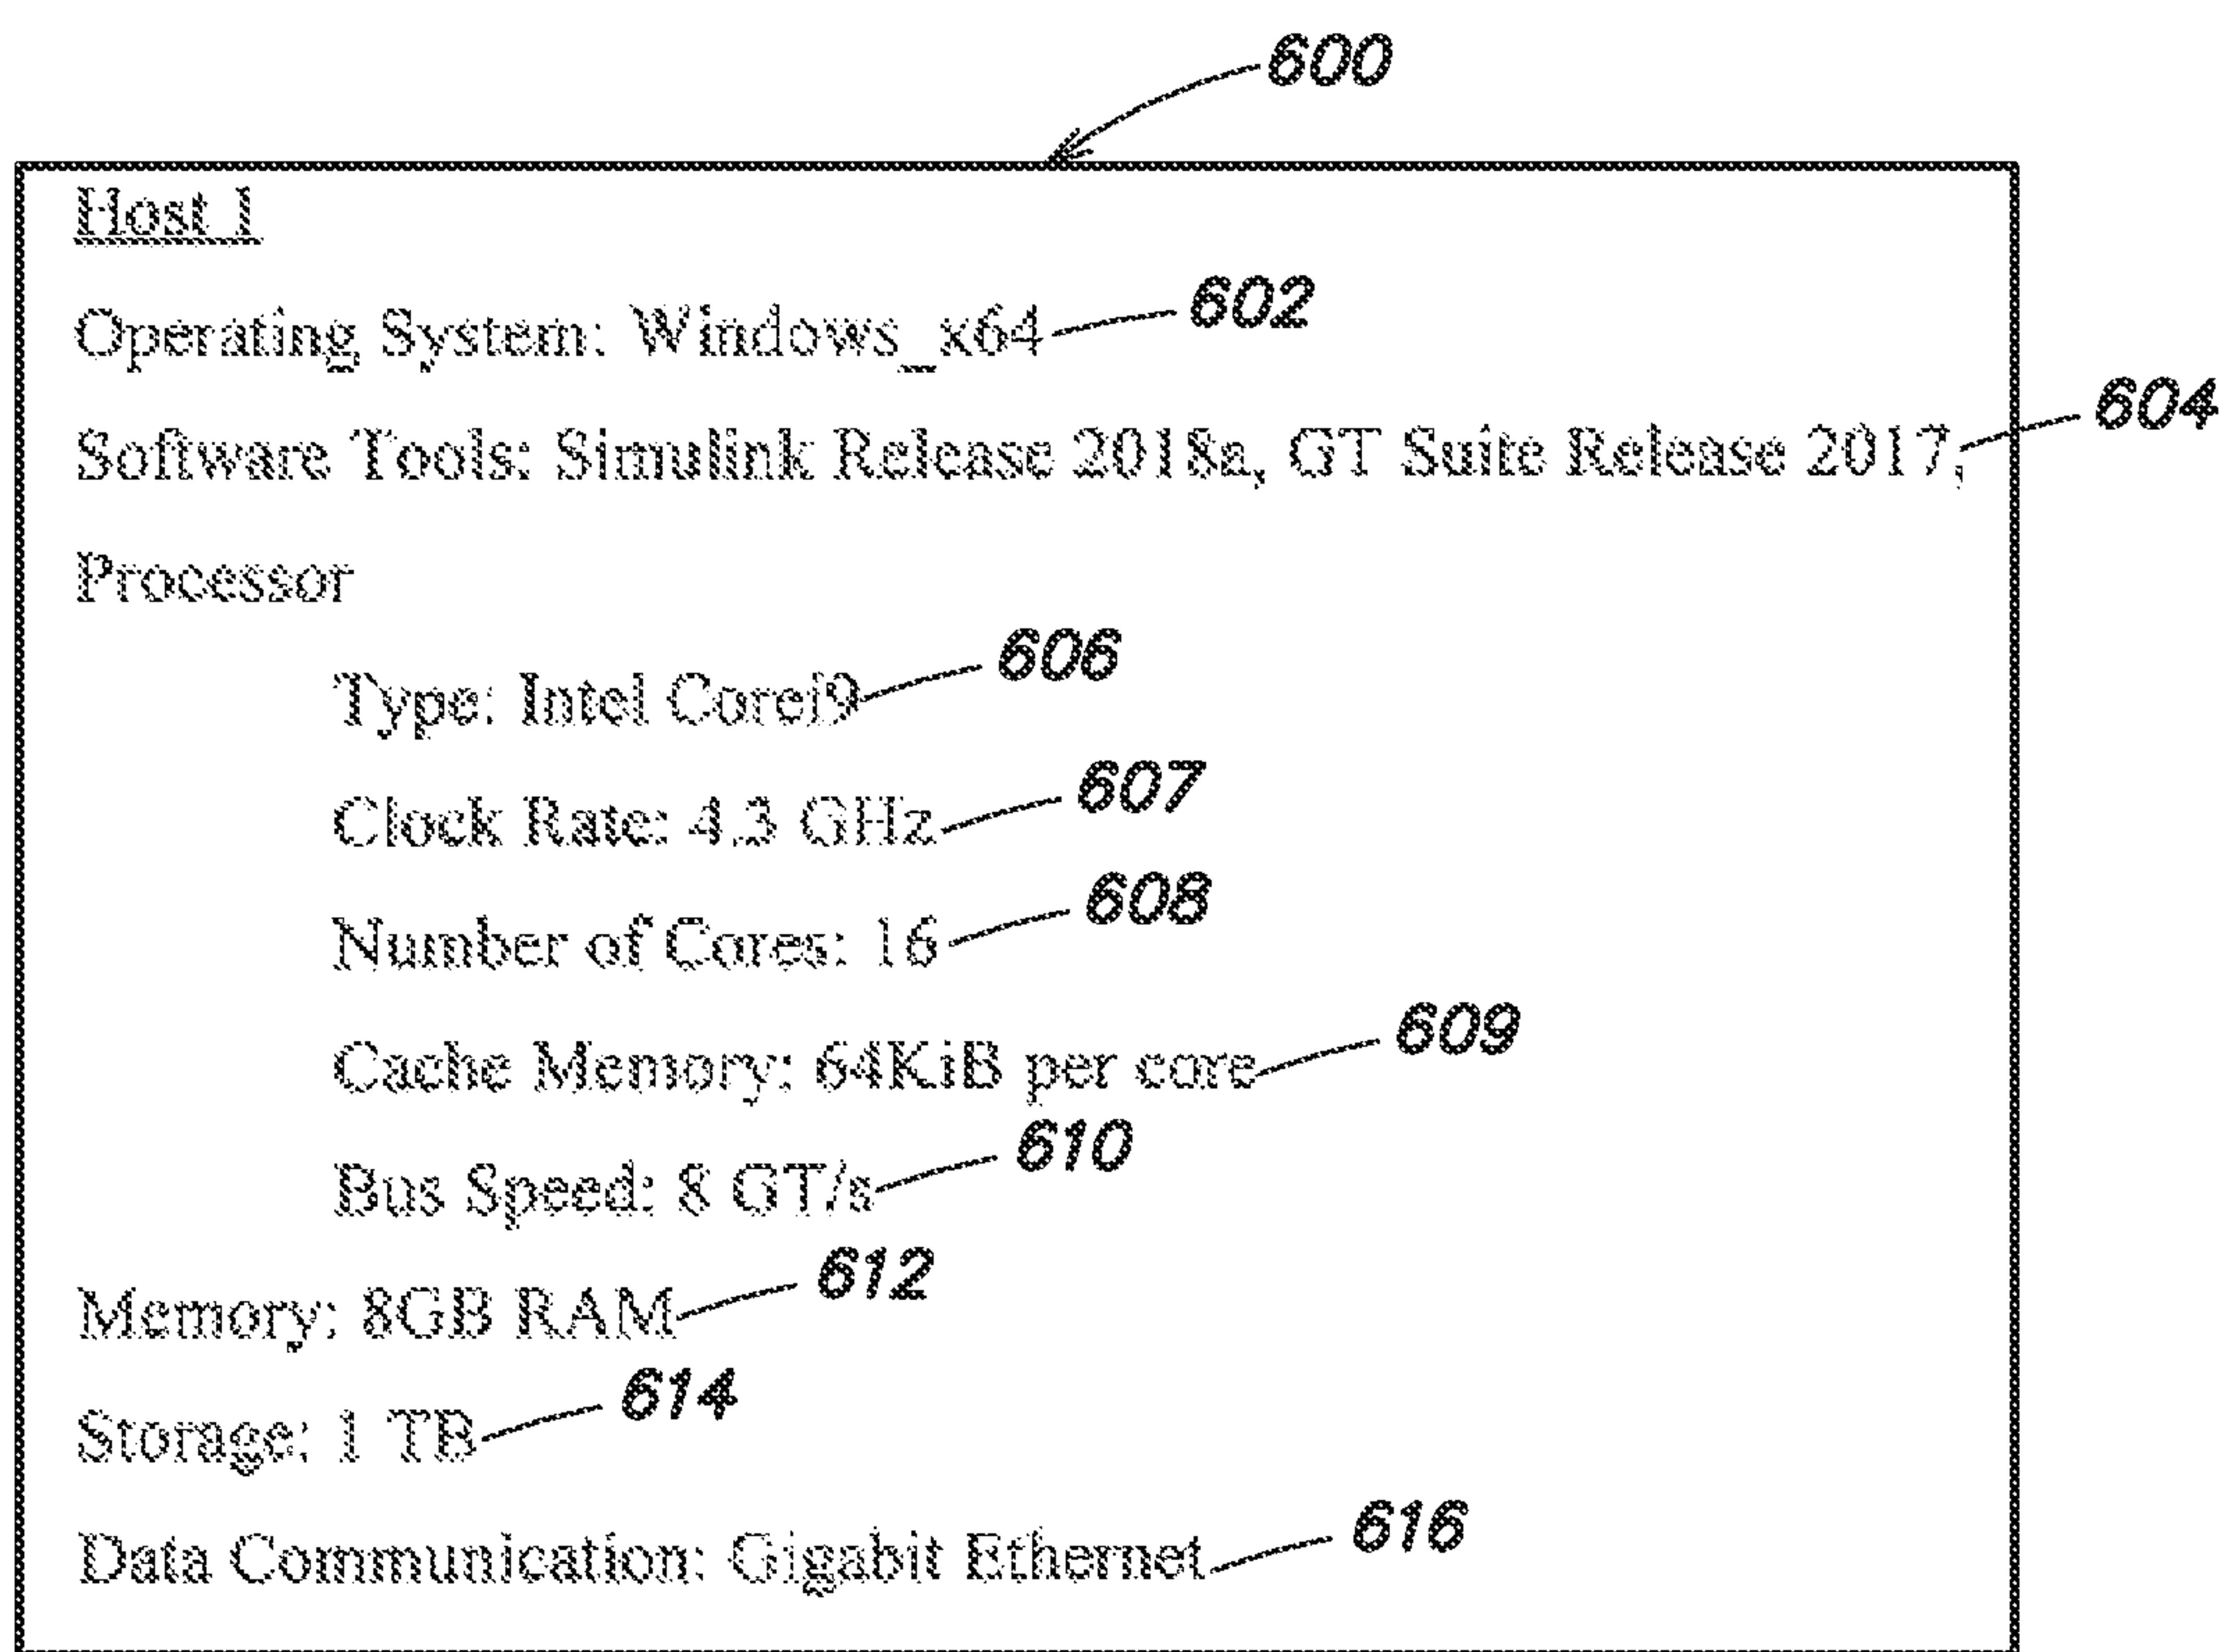 600
Host 1
Operating System: Windows_x64 602
Software Tools: Simulink Release 2018a, GT Suite Release 2017, 604
Processor
Type: Intel Corei9 606
Clock Rate: 4.3 GHz 607
Number of Cores: 16 608
Cache Memory: 64KiB per core 609
Bus Speed: 8 GT/s 610
Memory: 8GB RAM 612
Storage: 1 TB 614
Data Communication: Gigabit Ethernet 616